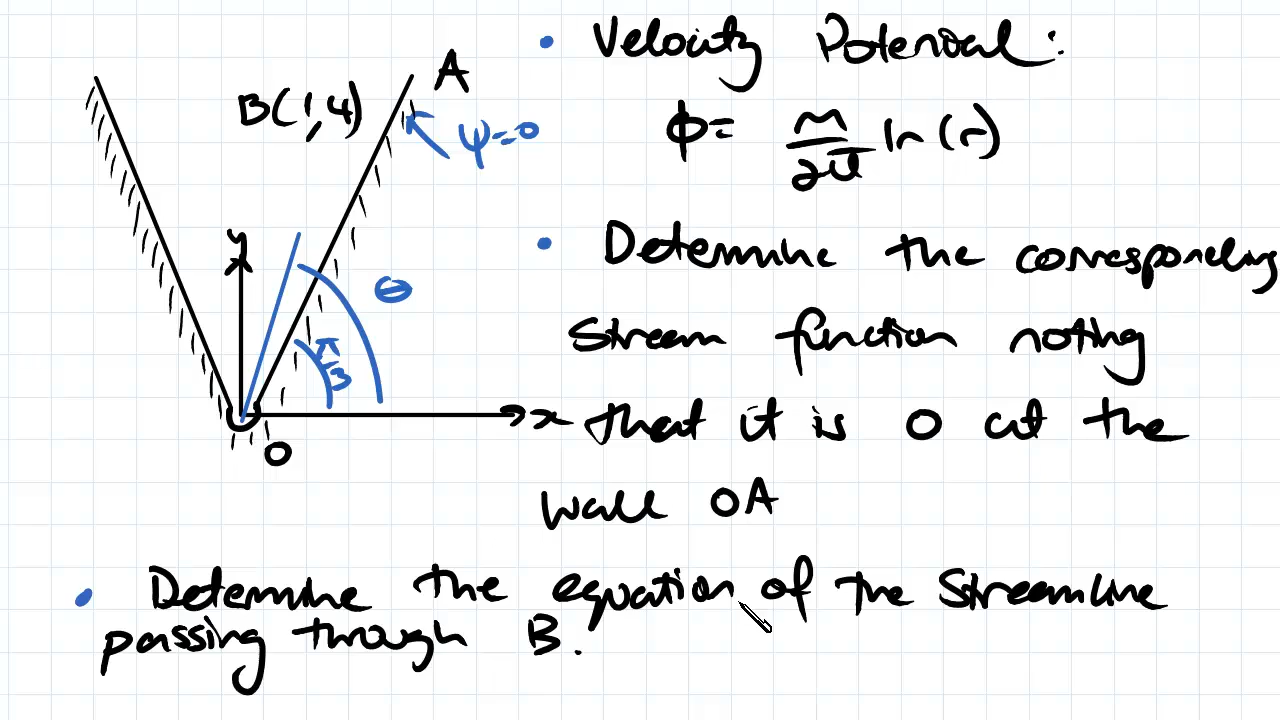 • Velocity Potential:
ϕ = m/2π ln(r)
A
B(1,4)
ψ=0
y
θ
π/3
x
O
• Determine the corresponding
stream function noting
that it is 0 at the
wall OA
• Determine the equation of the streamline
passing through B.